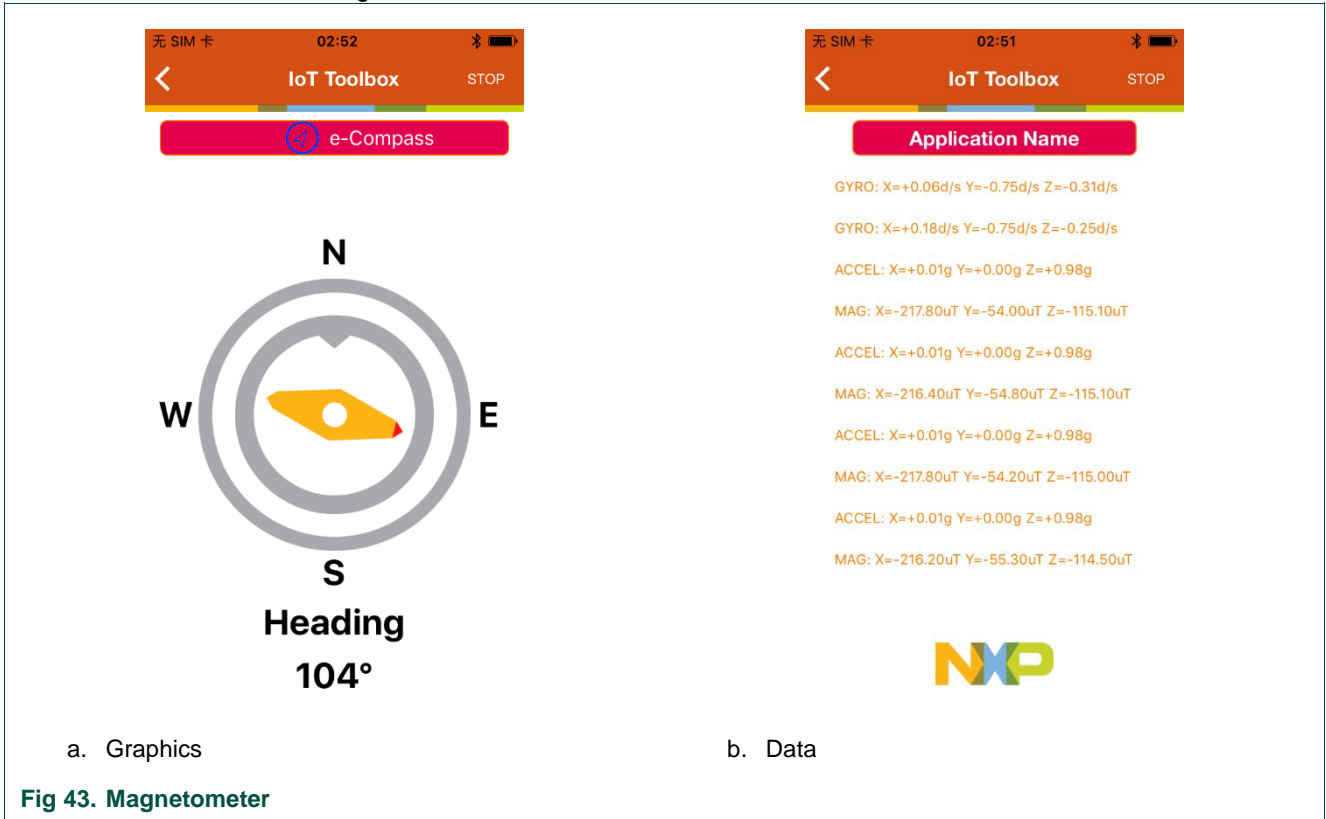 无 SIM 卡 02:52
IoT Toolbox STOP
e-Compass
N
W E
S
Heading
104°
a. Graphics
无 SIM 卡 02:51
IoT Toolbox STOP
Application Name
GYRO: X=+0.06d/s Y=-0.75d/s Z=-0.31d/s
GYRO: X=+0.18d/s Y=-0.75d/s Z=-0.25d/s
ACCEL: X=+0.01g Y=+0.00g Z=+0.98g
MAG: X=-217.80uT Y=-54.00uT Z=-115.10uT
ACCEL: X=+0.01g Y=+0.00g Z=+0.98g
MAG: X=-216.40uT Y=-54.80uT Z=-115.10uT
ACCEL: X=+0.01g Y=+0.00g Z=+0.98g
MAG: X=-217.80uT Y=-54.20uT Z=-115.00uT
ACCEL: X=+0.01g Y=+0.00g Z=+0.98g
MAG: X=-216.20uT Y=-55.30uT Z=-114.50uT
NXP
b. Data
Fig 43. Magnetometer